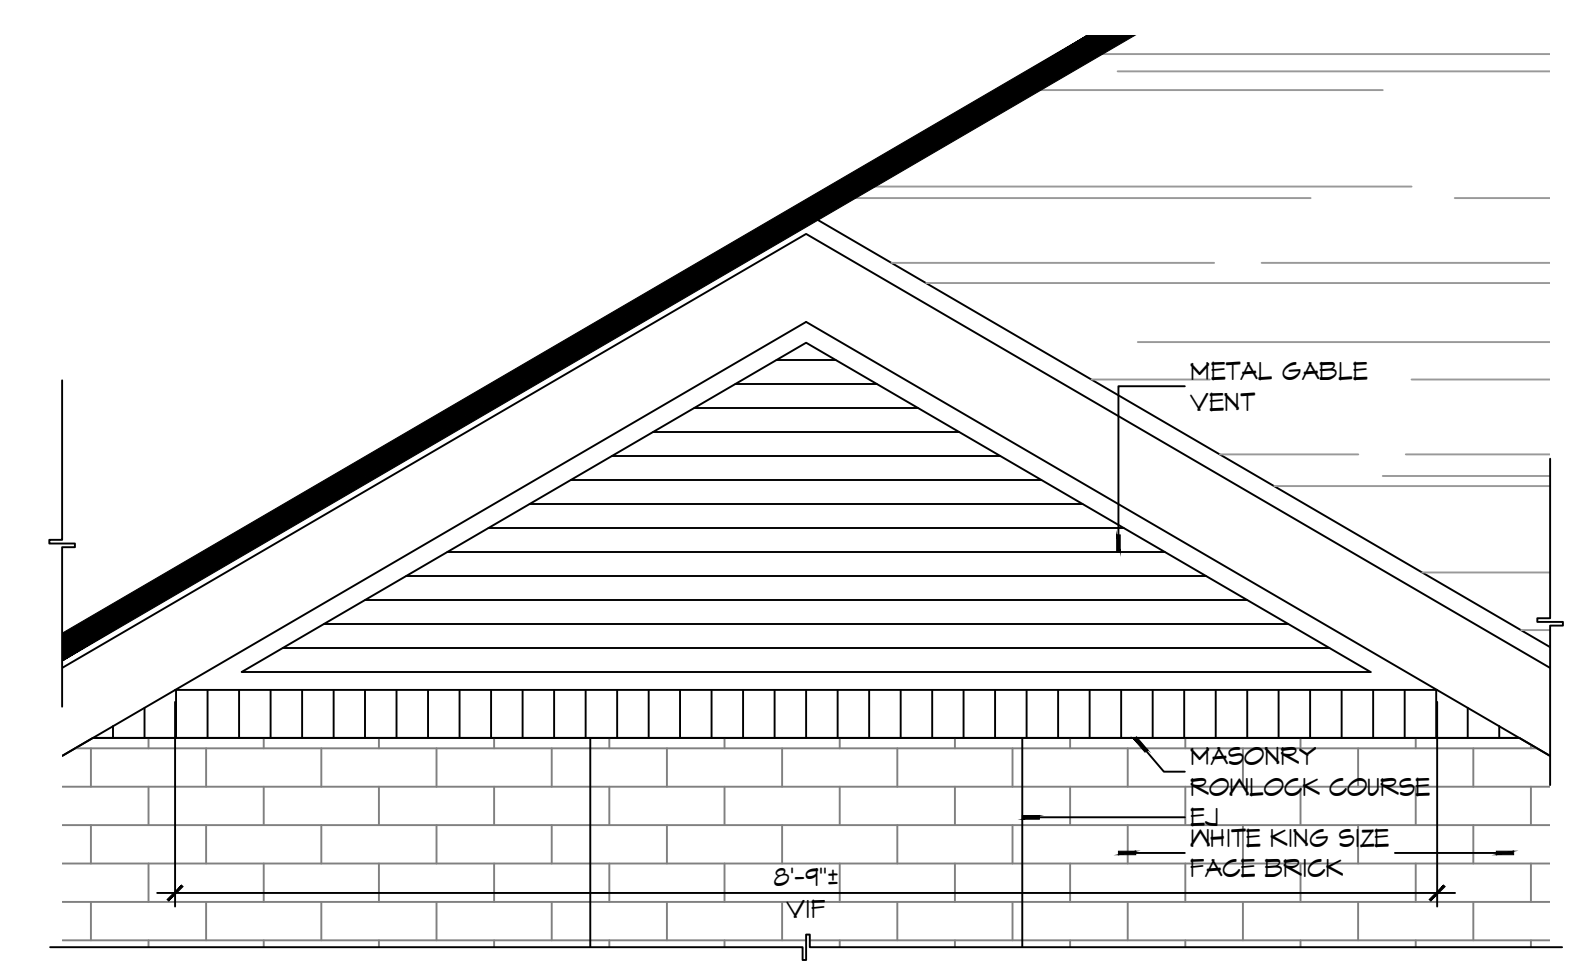 METAL GABLE
VENT
MASONRY
ROWLOCK COURSE
EJ
WHITE KING SIZE
FACE BRICK
8'-9"±
VIF